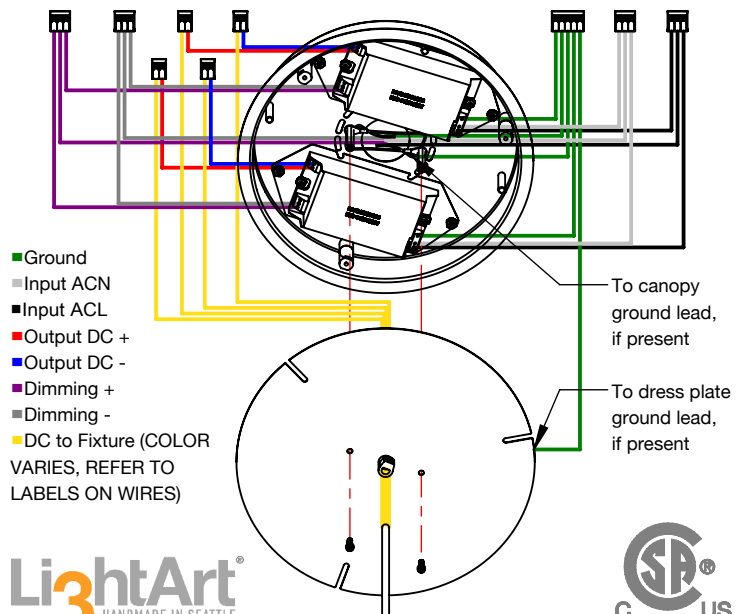 Ground
Input ACN
Input ACL
Output DC +
Output DC -
Dimming +
Dimming -
DC to Fixture (COLOR
VARIES, REFER TO
LABELS ON WIRES)
To canopy
ground lead,
if present
To dress plate
ground lead,
if present
Li3htArt®
HANDMADE IN SEATTLE
SA®
C US